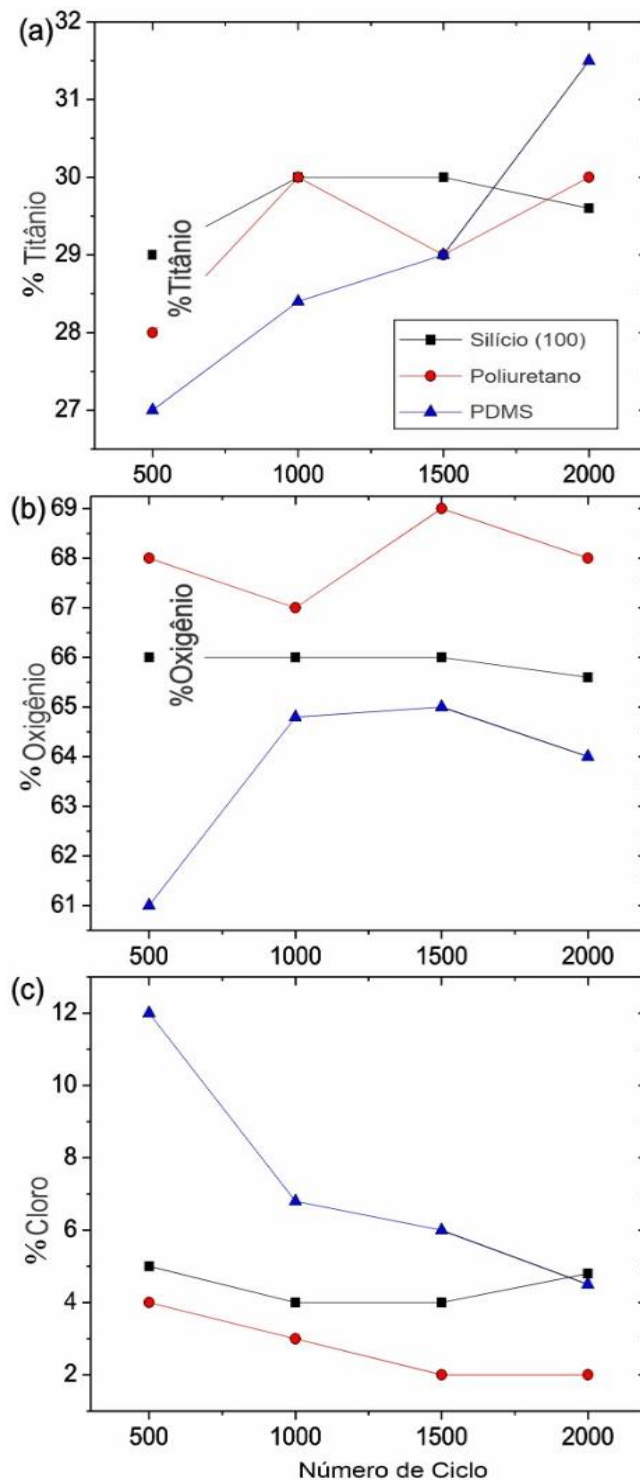 (a)
32
31
30
29
28
27
% Titânio
%Titânio
Silício (100)
Poliuretano
PDMS
500 1000 1500 2000
(b)
69
68
67
66
65
64
63
62
61
% Oxigênio
%Oxigênio
500 1000 1500 2000
(c)
12
10
8
6
4
2
% Cloro
500 1000 1500 2000
Número de Ciclo